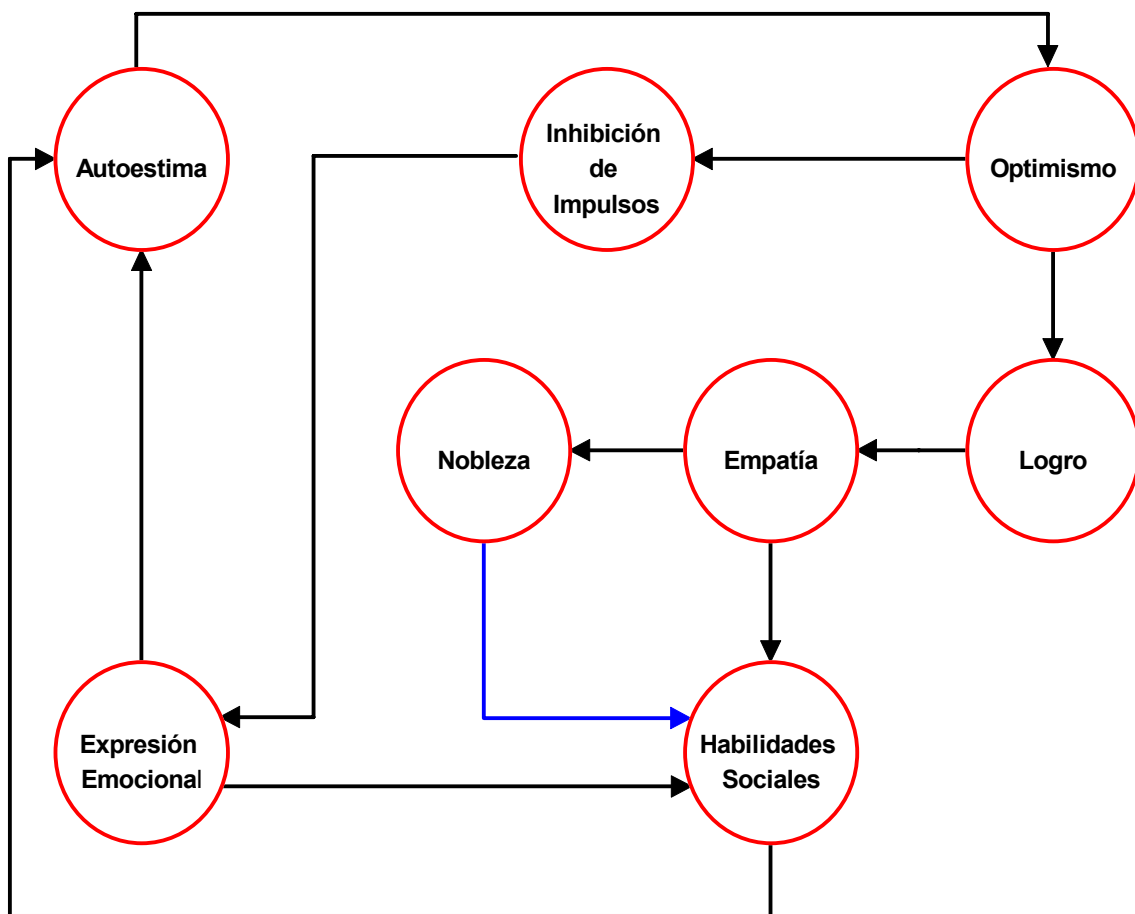 Autoestima
Inhibición
de
Impulsos
Optimismo
Nobleza
Empatía
Logro
Expresión
Emocional
Habilidades
Sociales